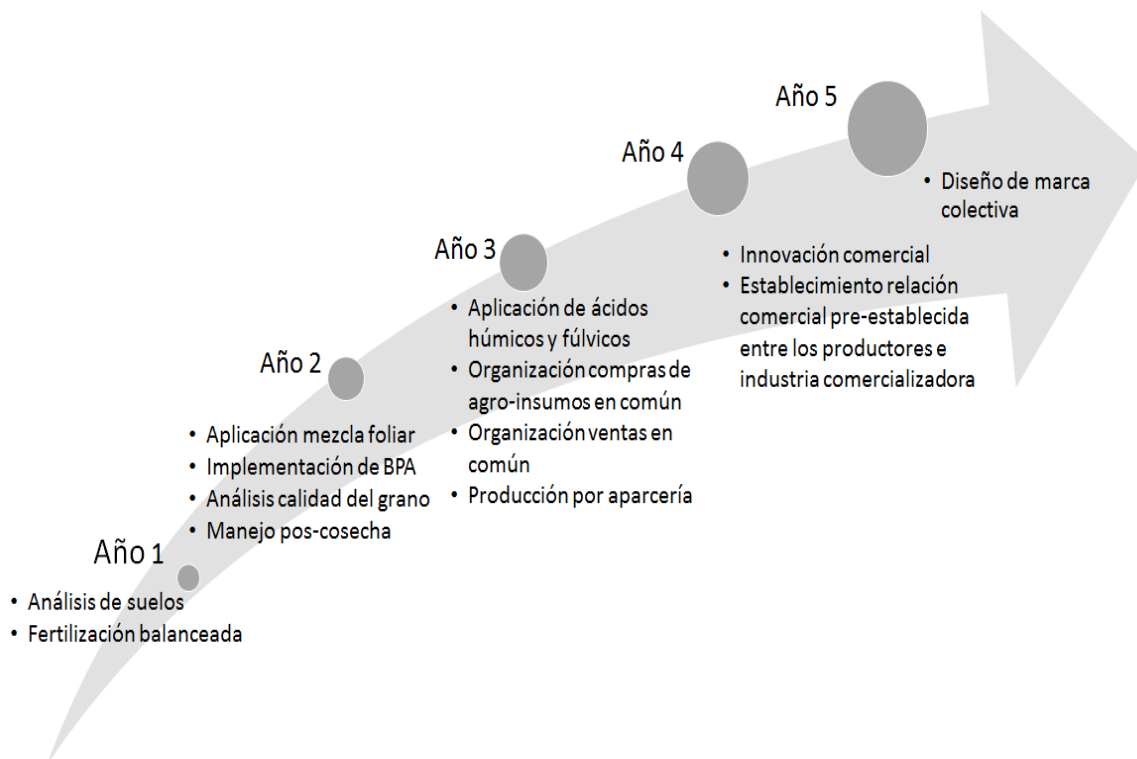 Año 1
• Análisis de suelos
• Fertilización balanceada
Año 2
• Aplicación mezcla foliar
• Implementación de BPA
• Análisis calidad del grano
• Manejo pos-cosecha
Año 3
• Aplicación de ácidos
húmicos y fúlvicos
• Organización compras de
agro-insumos en común
• Organización ventas en
común
• Producción por aparcería
Año 4
• Innovación comercial
• Establecimiento relación
comercial pre-establecida
entre los productores e
industria comercializadora
Año 5
• Diseño de marca
colectiva